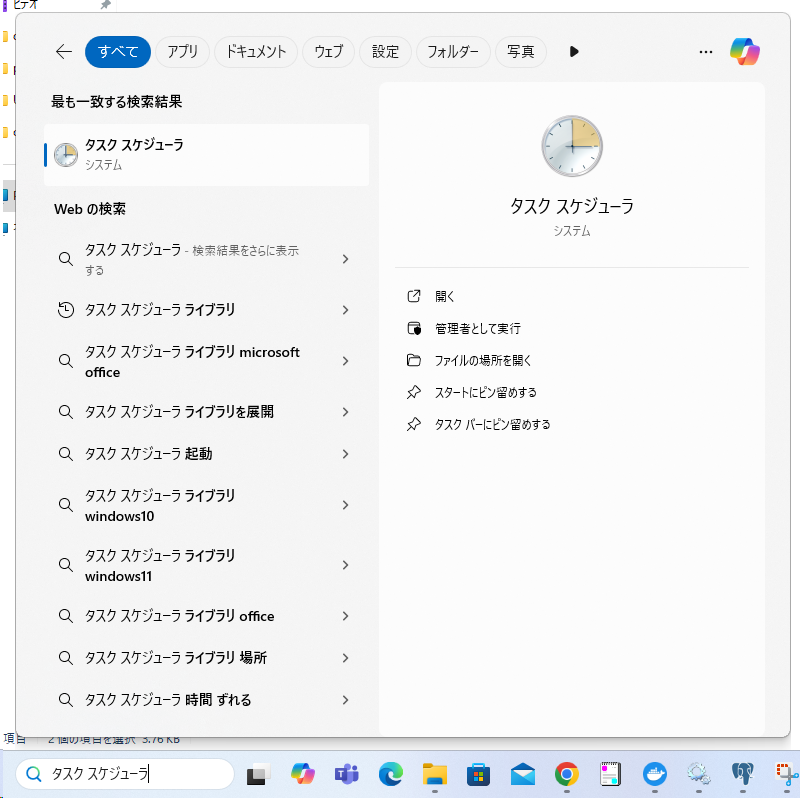 ビデオ
すべて
アプリ
ドキュメント
ウェブ
設定
フォルダー
写真
最も一致する検索結果
タスク スケジューラ
システム
Web の検索
タスク スケジューラ - 検索結果をさらに表示
する
タスク スケジューラ ライブラリ
タスク スケジューラ ライブラリ microsoft
office
タスク スケジューラ ライブラリを展開
タスク スケジューラ 起動
タスク スケジューラ ライブラリ
windows10
タスク スケジューラ ライブラリ
windows11
タスク スケジューラ ライブラリ office
タスク スケジューラ ライブラリ 場所
タスク スケジューラ 時間 ずれる
タスク スケジューラ
システム
開く
管理者として実行
ファイルの場所を開く
スタートにピン留めする
タスク バーにピン留めする
項目 2 個の項目を選択 3.76 KB
タスク スケジューラ